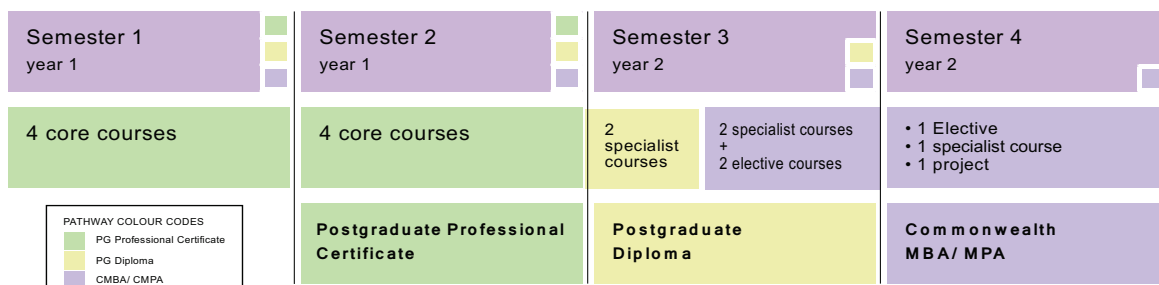 Semester 1
year 1
Semester 2
year 1
Semester 3
year 2
Semester 4
year 2
4 core courses
4 core courses
2
specialist
courses
2 specialist courses
+
2 elective courses
• 1 Elective
• 1 specialist course
• 1 project
PATHWAY COLOUR CODES
PG Professional Certificate
PG Diploma
CMBA/ CMPA
Postgraduate Professional
Certificate
Postgraduate
Diploma
Commonwealth
MBA/ MPA